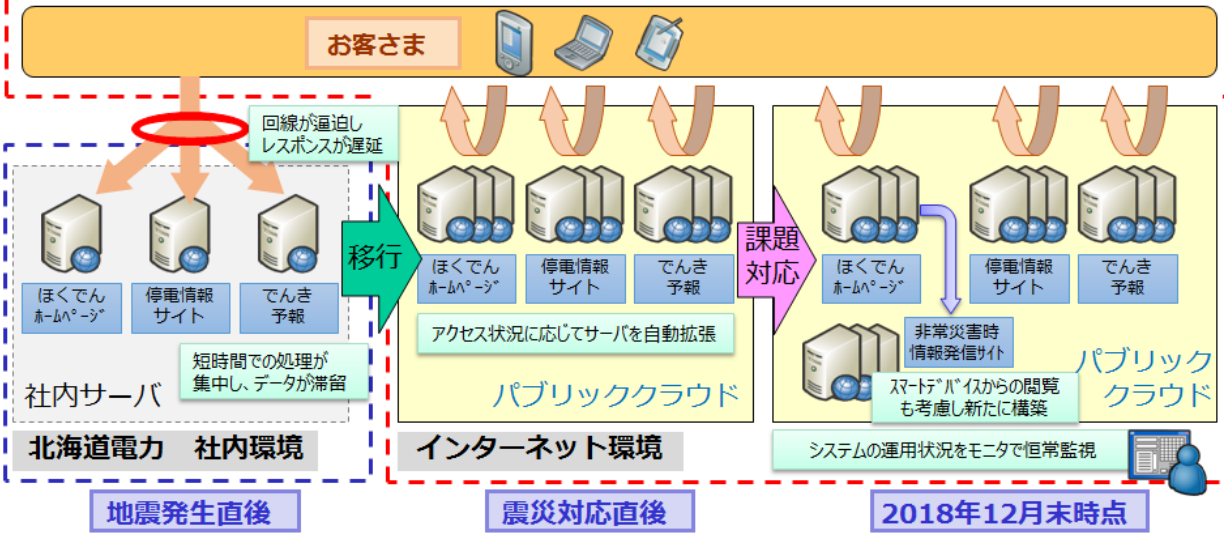 お客さま
回線が逼迫し
レスポンスが遅延
ほくでん
ﾎｰﾑﾍﾟｰｼﾞ
停電情報
サイト
でんき
予報
短時間での処理が
集中し、データが滞留
社内サーバ
北海道電力 社内環境
地震発生直後
移行
ほくでん
ﾎｰﾑﾍﾟｰｼﾞ
停電情報
サイト
でんき
予報
アクセス状況に応じてサーバを自動拡張
パブリッククラウド
インターネット環境
震災対応直後
課題
対応
ほくでん
ﾎｰﾑﾍﾟｰｼﾞ
停電情報
サイト
でんき
予報
非常災害時
情報発信ｻｲﾄ
パブリック
クラウド
ｽﾏｰﾄﾃﾞﾊﾞｲｽからの閲覧
も考慮し新たに構築
システムの運用状況をモニタで恒常監視
2018年12月末時点